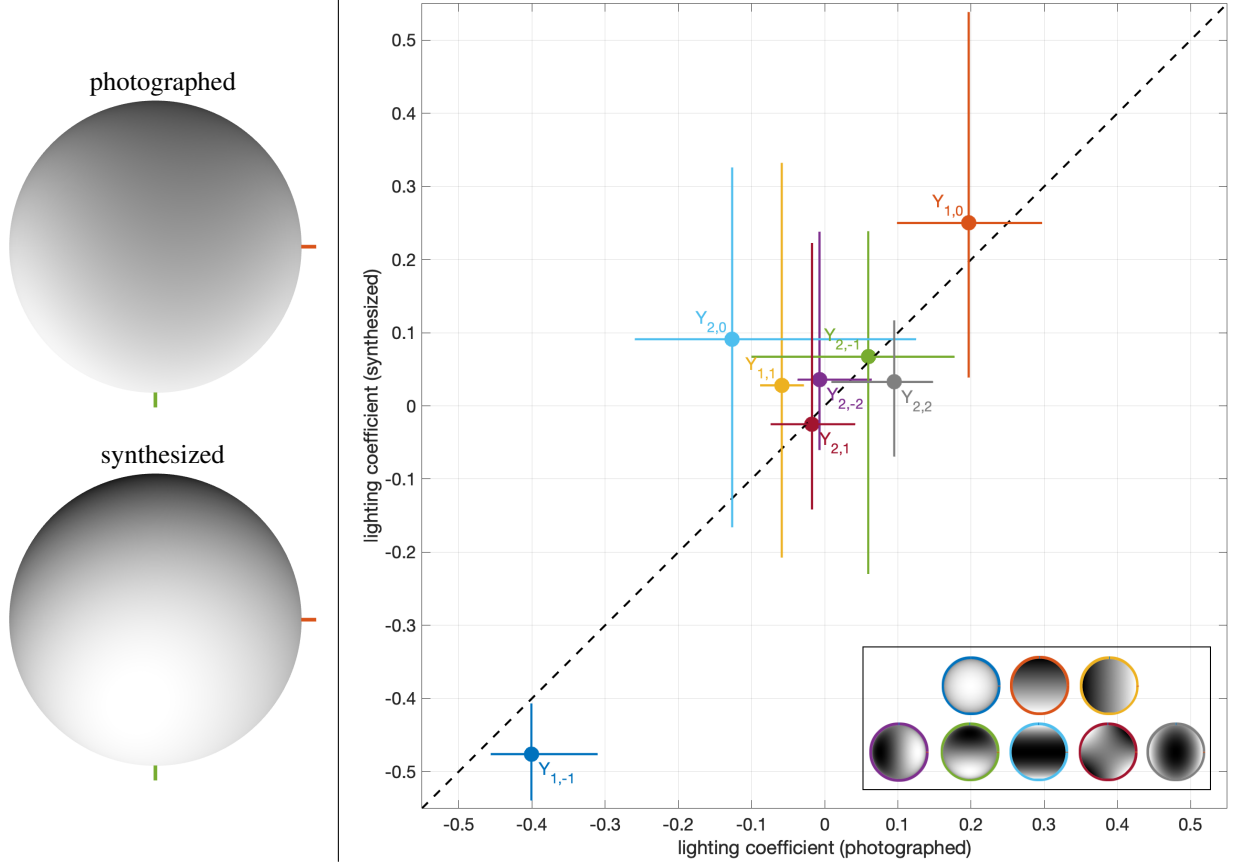 photographed
synthesized
lighting coefficient (synthesized)
0.5
0.4
0.3
0.2
0.1
0
-0.1
-0.2
-0.3
-0.4
-0.5
Y1,0
Y2,0
Y2,-1
Y1,1
Y2,-2
Y2,2
Y2,1
Y1,-1
-0.5 -0.4 -0.3 -0.2 -0.1 0 0.1 0.2 0.3 0.4 0.5
lighting coefficient (photographed)